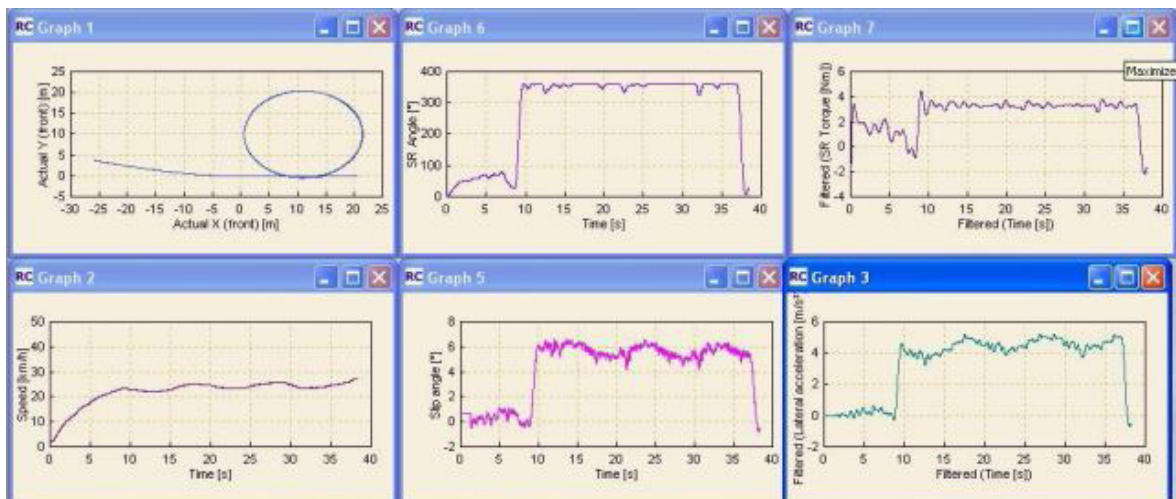 RC Graph 1
25
20
15
10
5
0
-5
Actual Y (front) [m]
-30 -25 -20 -15 -10 -5 0 5 10 15 20 25
Actual X (front) [m]
RC Graph 6
400
300
200
100
0
SR Angle [°]
0 5 10 15 20 25 30 35 40
Time [s]
RC Graph 7
Maximize
6
4
2
0
-2
-4
Filtered (SR Torque [Nm])
0 5 10 15 20 25 30 35 40
Filtered (Time [s])
RC Graph 2
50
40
30
20
10
0
Speed [km/h]
0 5 10 15 20 25 30 35 40
Time [s]
RC Graph 5
8
6
4
2
0
-2
Slip angle [°]
0 5 10 15 20 25 30 35 40
Time [s]
RC Graph 3
6
4
2
0
-2
Filtered (Lateral acceleration [m/s²
0 5 10 15 20 25 30 35 40
Filtered (Time [s])